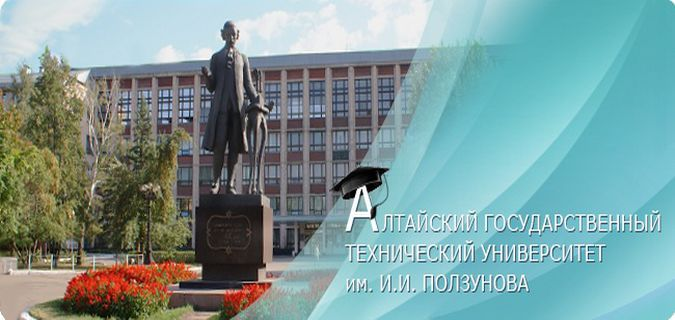 АЛТАЙСКИЙ ГОСУДАРСТВЕННЫЙ
ТЕХНИЧЕСКИЙ УНИВЕРСИТЕТ
им. И.И. ПОЛЗУНОВА